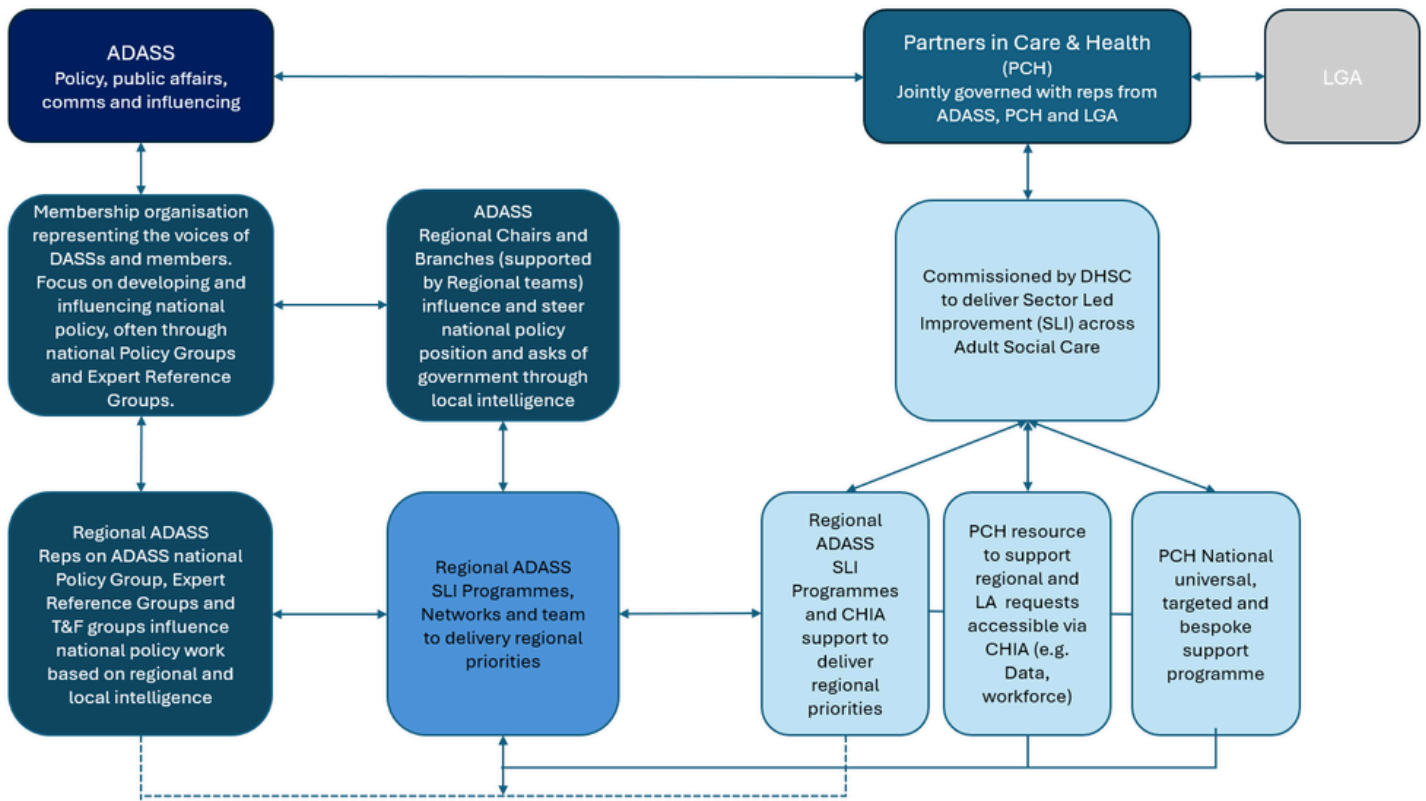 ADASS
Policy, public affairs,
comms and influencing
Partners in Care & Health
(PCH)
Jointly governed with reps from
ADASS, PCH and LGA
LGA
Membership organisation
representing the voices of
DASSs and members.
Focus on developing and
influencing national
policy, often through
national Policy Groups
and Expert Reference
Groups.
ADASS
Regional Chairs and
Branches (supported
by Regional teams)
influence and steer
national policy
position and asks of
government through
local intelligence
Commissioned by DHSC
to deliver Sector Led
Improvement (SLI) across
Adult Social Care
Regional ADASS
Reps on ADASS national
Policy Group, Expert
Reference Groups and
T&F groups influence
national policy work
based on regional and
local intelligence
Regional ADASS
SLI Programmes,
Networks and team
to delivery regional
priorities
Regional
ADASS
SLI
Programmes
and CHIA
support to
deliver
regional
priorities
PCH resource
to support
regional and
LA requests
accessible via
CHIA (e.g.
Data,
workforce)
PCH National
universal,
targeted and
bespoke
support
programme